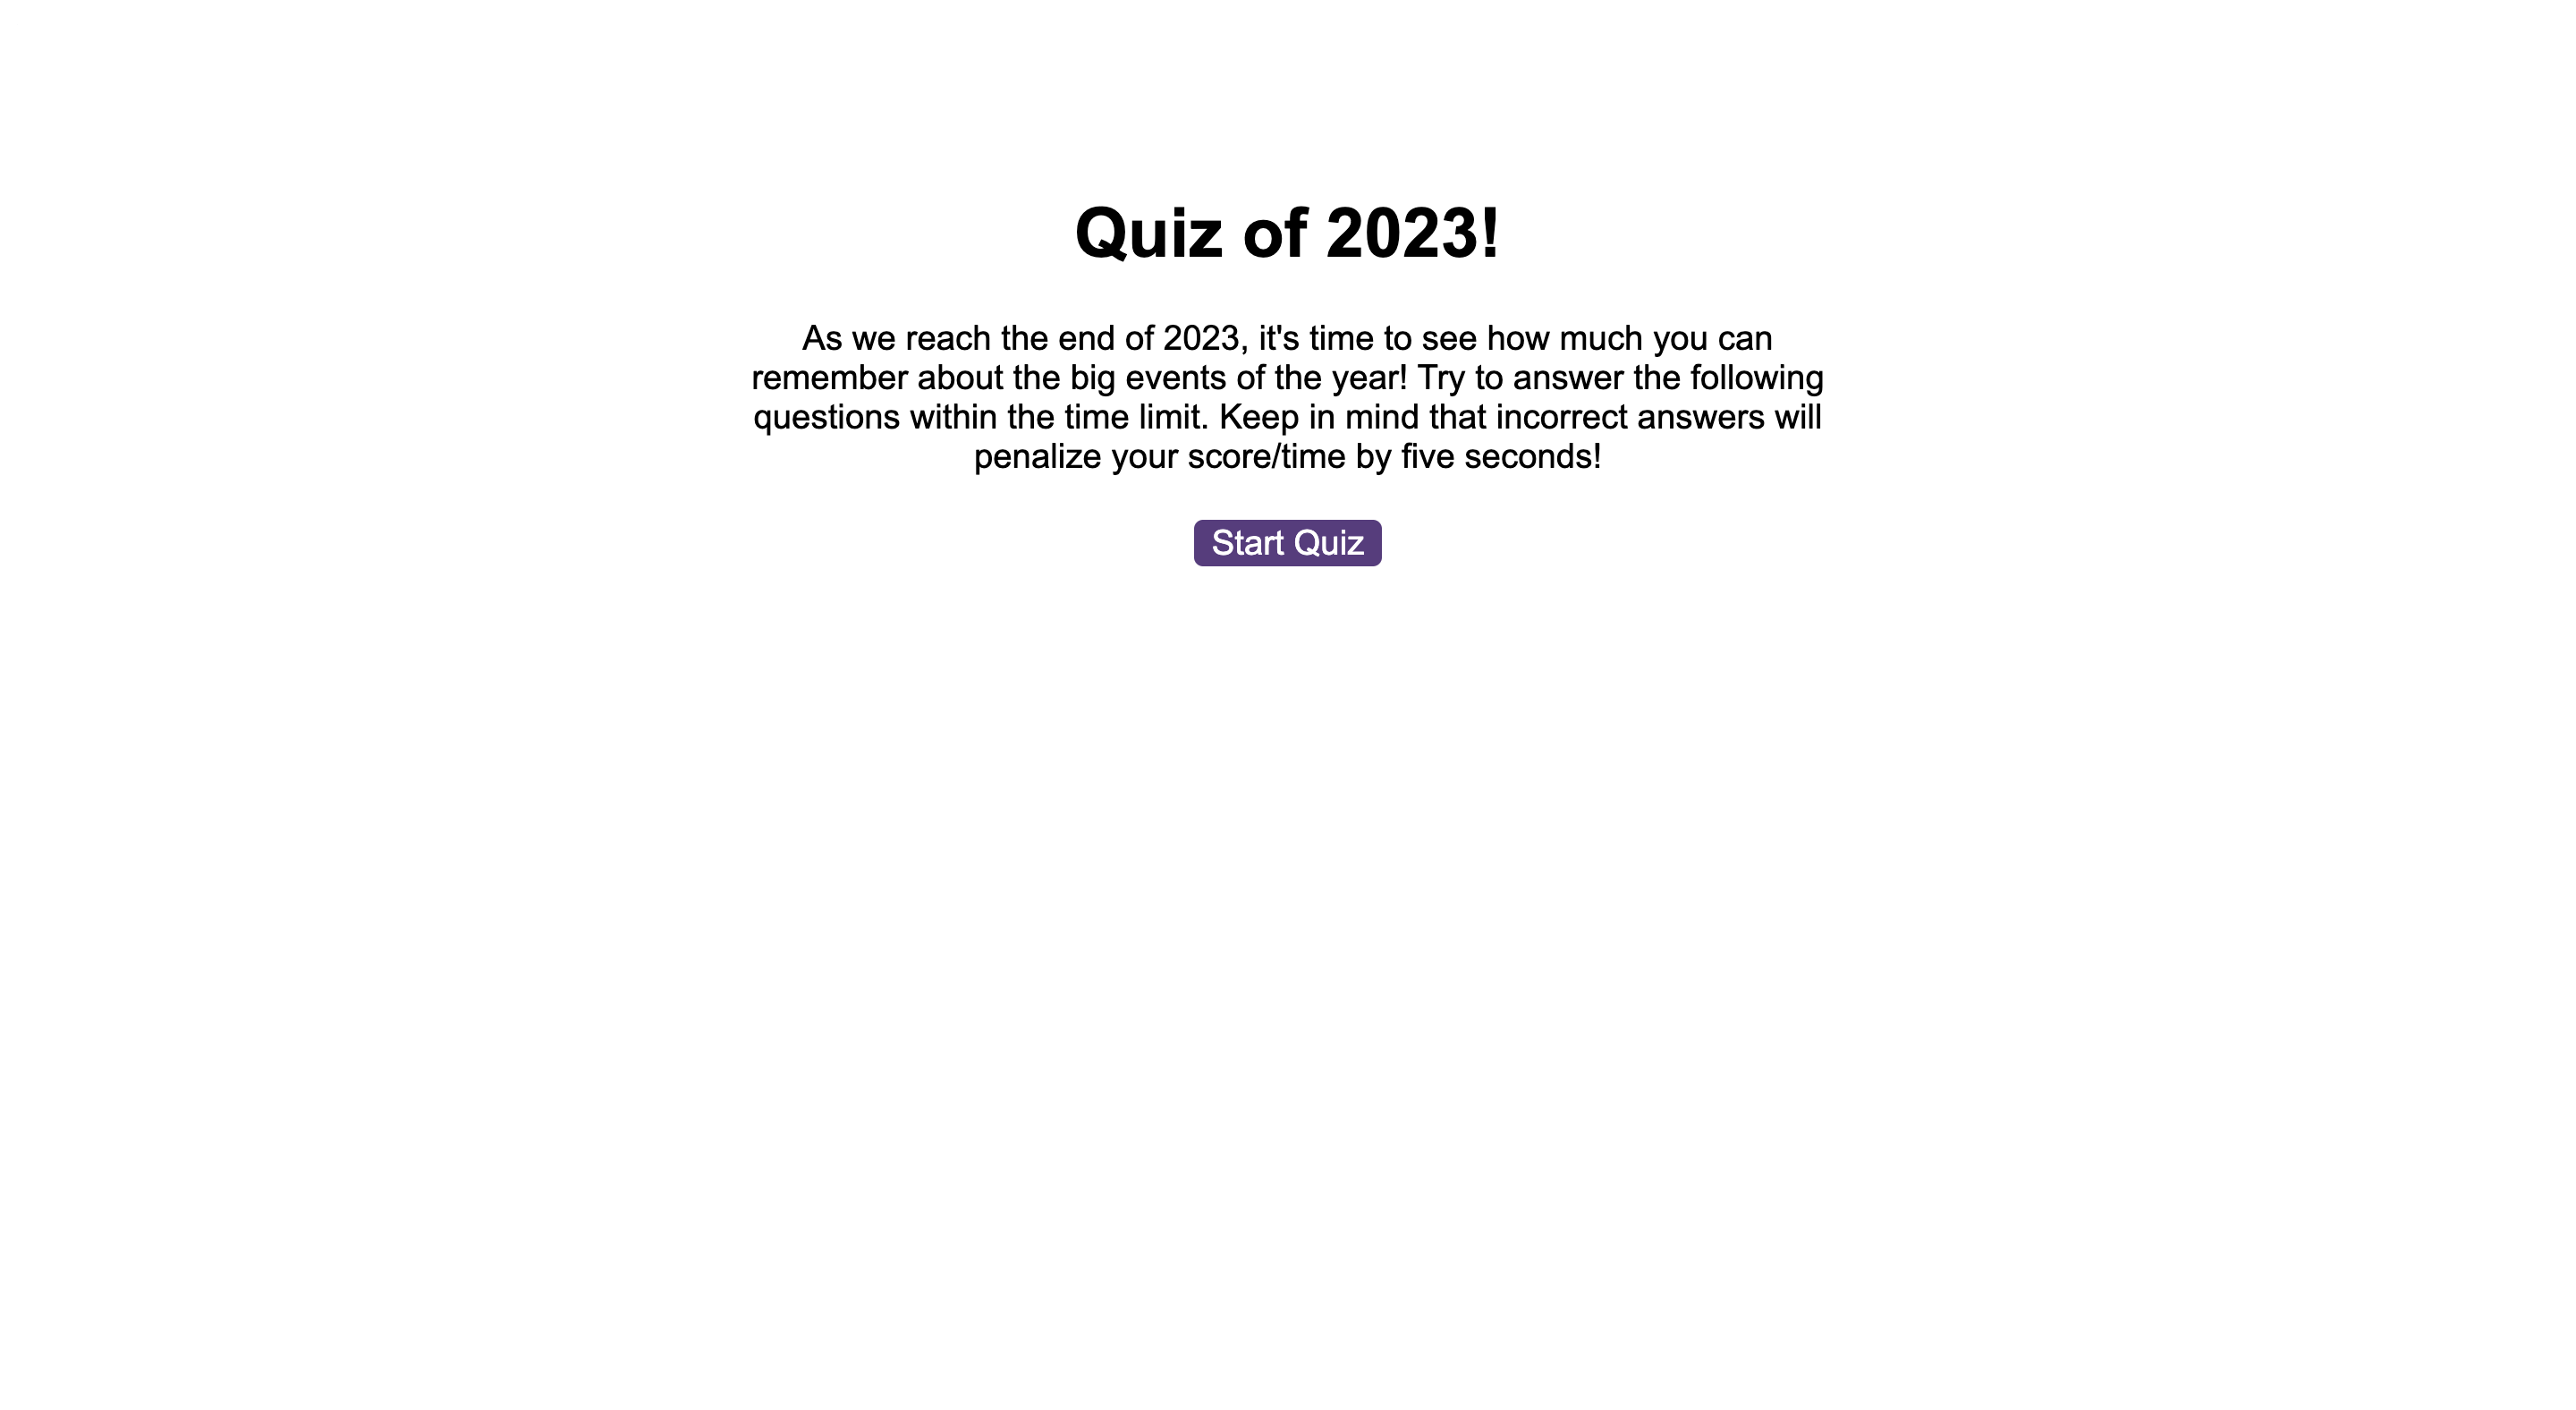 Quiz of 2023!
As we reach the end of 2023, it's time to see how much you can
remember about the big events of the year! Try to answer the following
questions within the time limit. Keep in mind that incorrect answers will
penalize your score/time by five seconds!
Start Quiz